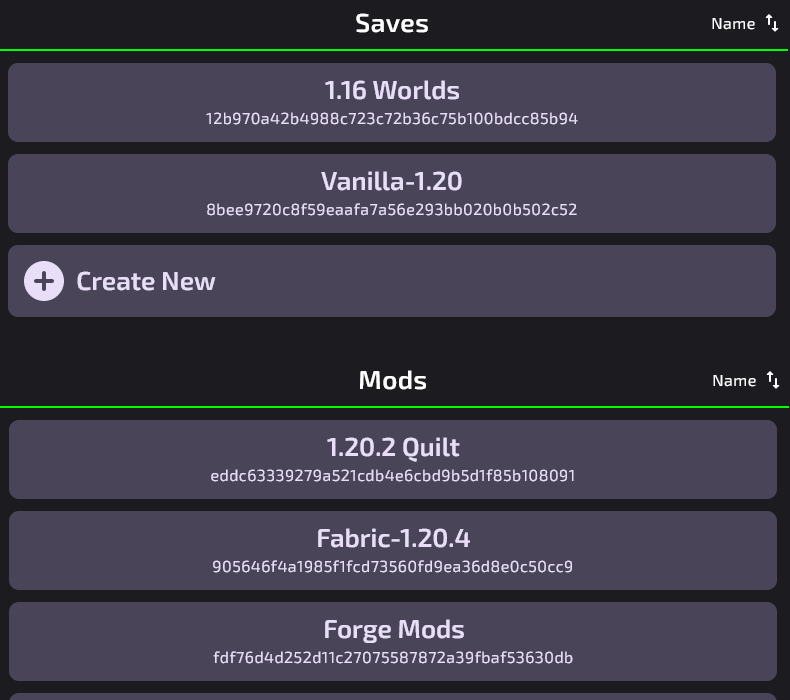 Saves
Name
1.16 Worlds
12b970a42b4988c723c72b36c75b100bdcc85b94
Vanilla-1.20
8bee9720c8f59eaafa7a56e293bb020b0b502c52
Create New
Mods
Name
1.20.2 Quilt
eddc63339279a521cdb4e6cbd9b5d1f85b108091
Fabric-1.20.4
905646f4a1985f1fcd73560fd9ea36d8e0c50cc9
Forge Mods
fdf76d4d252d11c27075587872a39fbaf53630db